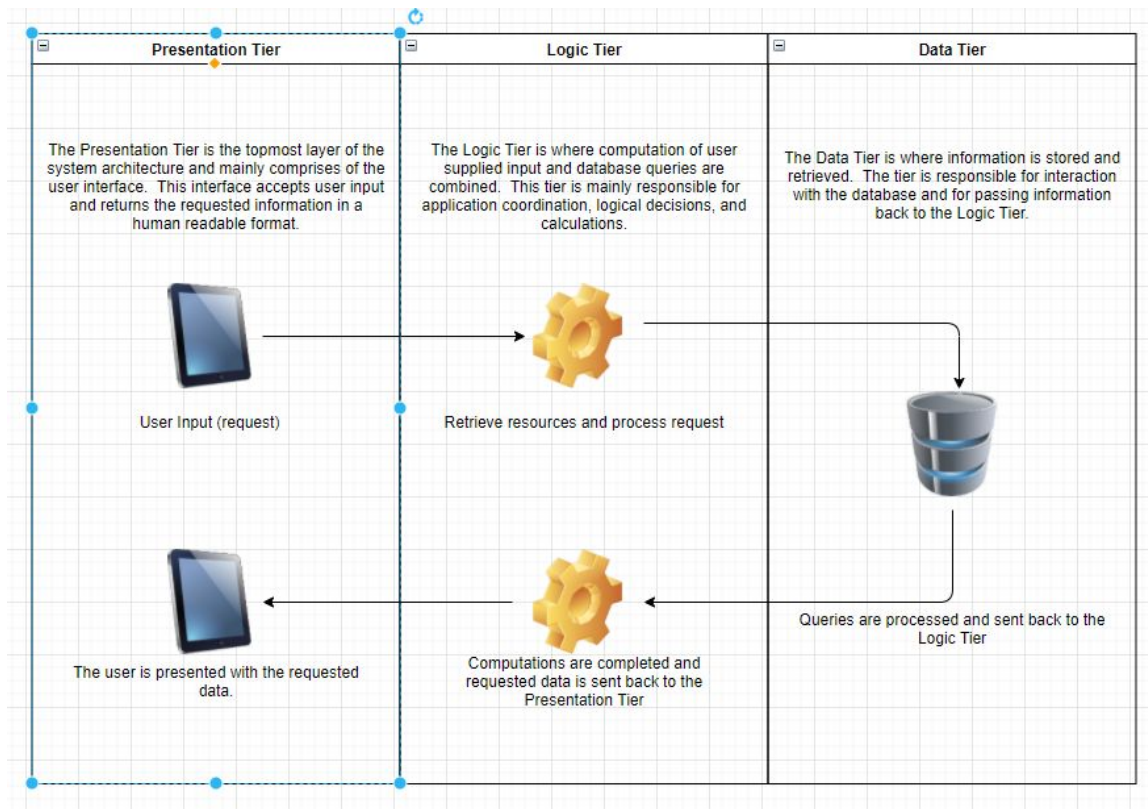 Presentation Tier
Logic Tier
Data Tier
The Presentation Tier is the topmost layer of the
system architecture and mainly comprises of the
user interface. This interface accepts user input
and returns the requested information in a
human readable format.
The Logic Tier is where computation of user
supplied input and database queries are
combined. This tier is mainly responsible for
application coordination, logical decisions, and
calculations.
The Data Tier is where information is stored and
retrieved. The tier is responsible for interaction
with the database and for passing information
back to the Logic Tier.
User Input (request)
Retrieve resources and process request
Queries are processed and sent back to the
Logic Tier
Computations are completed and
requested data is sent back to the
Presentation Tier
The user is presented with the requested
data.